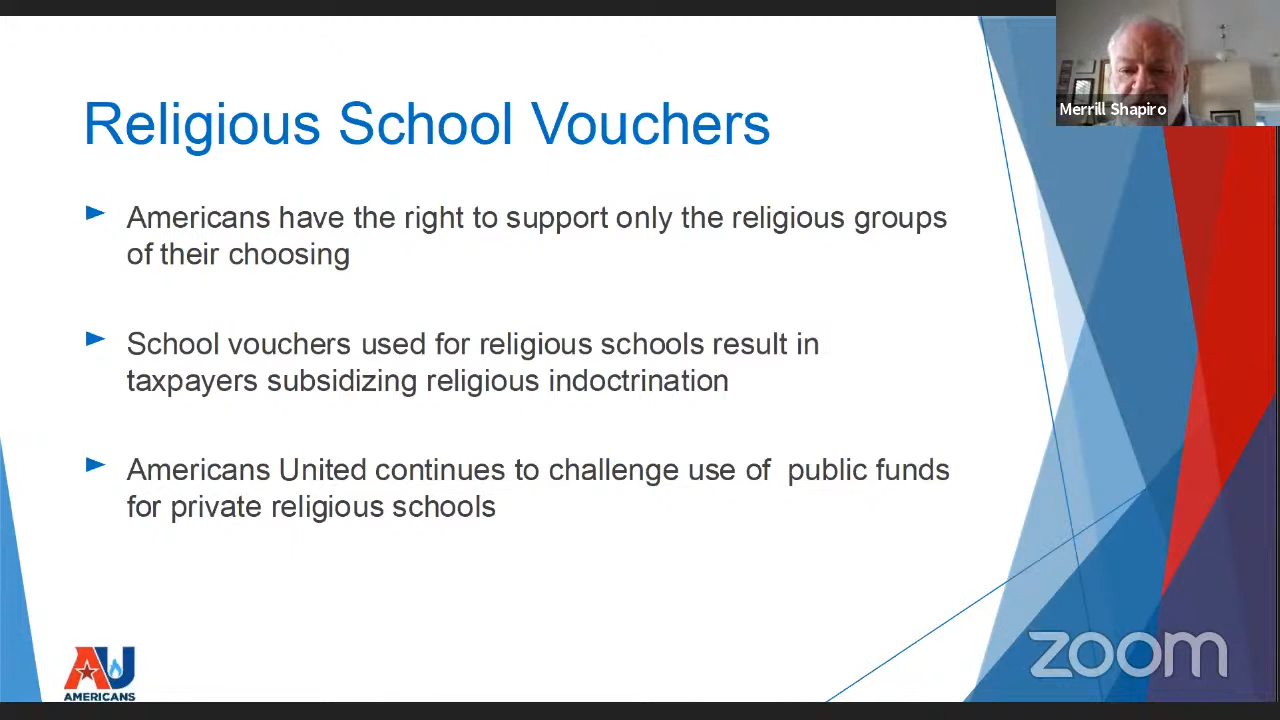 Merrill Shapiro
Religious School Vouchers
Americans have the right to support only the religious groups
of their choosing
School vouchers used for religious schools result in
taxpayers subsidizing religious indoctrination
Americans United continues to challenge use of  public funds
for private religious schools
AU
AMERICANS
zoom